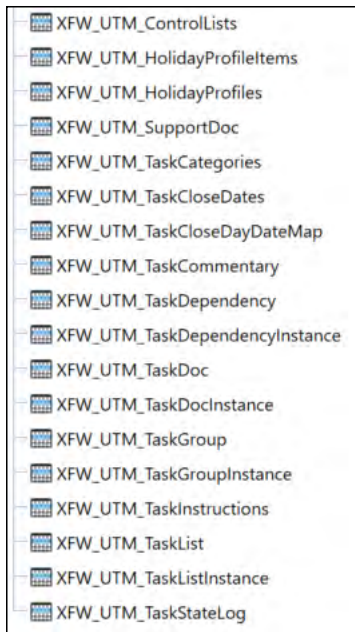 XFW_UTM_ControlLists
XFW_UTM_HolidayProfileItems
XFW_UTM_HolidayProfiles
XFW_UTM_SupportDoc
XFW_UTM_TaskCategories
XFW_UTM_TaskCloseDates
XFW_UTM_TaskCloseDayDateMap
XFW_UTM_TaskCommentary
XFW_UTM_TaskDependency
XFW_UTM_TaskDependencyInstance
XFW_UTM_TaskDoc
XFW_UTM_TaskDocInstance
XFW_UTM_TaskGroup
XFW_UTM_TaskGroupInstance
XFW_UTM_TaskInstructions
XFW_UTM_TaskList
XFW_UTM_TaskListInstance
XFW_UTM_TaskStateLog